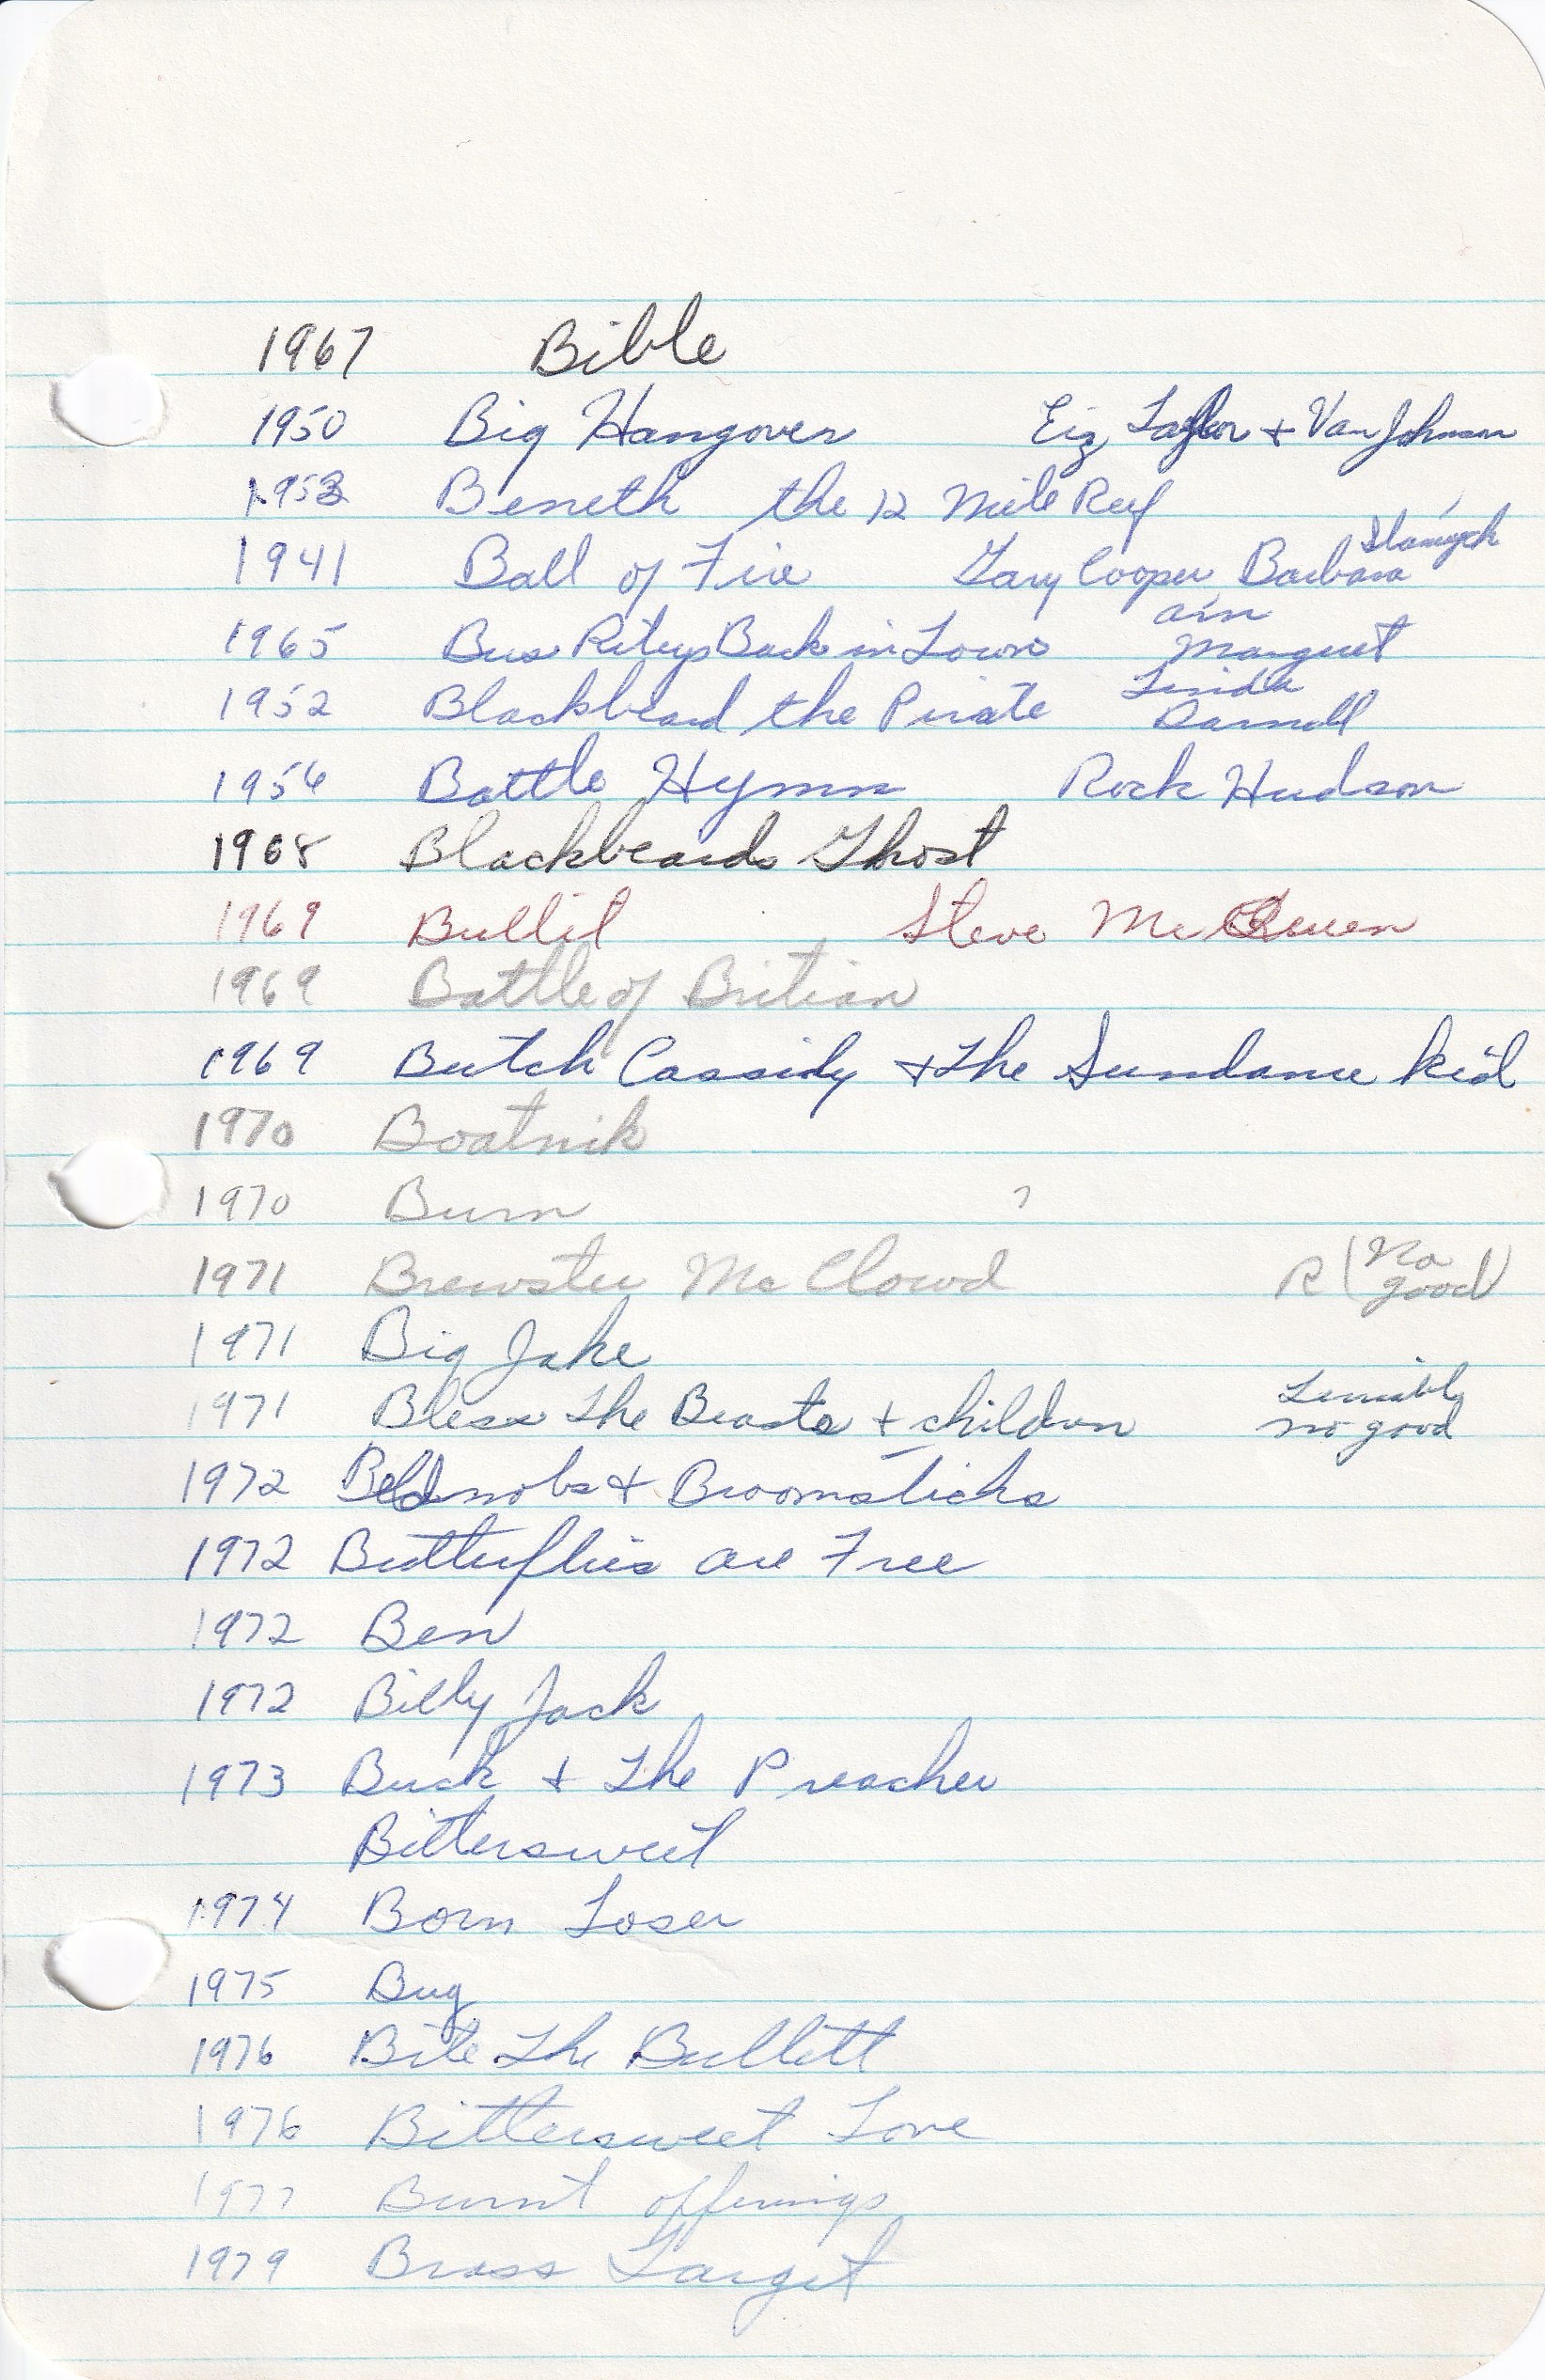 1967 Bible
1950 Big Hangover Liz Taylor + Van Johnson
1953 Beneth the 12 Mile Reef
1941 Ball of Fire Gary Cooper Barbara Stanwyck
1965 Bus Rileys Back in Town Ann Margret
1952 Blackbeard the Pirate Linda Darnell
1956 Battle Hymn Rock Hudson
1968 Blackbeards Ghost
1969 Bullit Steve McQueen
1969 Battle of Britian
1969 Butch Cassidy + The Sundance kid
1970 Boatnik
1970 Burn ?
1971 Brewster McClowd R (No good)
1971 Big Jake
1971 Bless The Beasts + children Terribly no good
1972 Bednobs + Broomsticks
1972 Butterflies are Free
1972 Ben
1972 Billy Jack
1973 Buck + The Preacher
Bittersweet
1974 Born Loser
1975 Bug
1976 Bite The Bullett
1976 Bittersweet Love
1977 Burnt offerings
1979 Brass Target